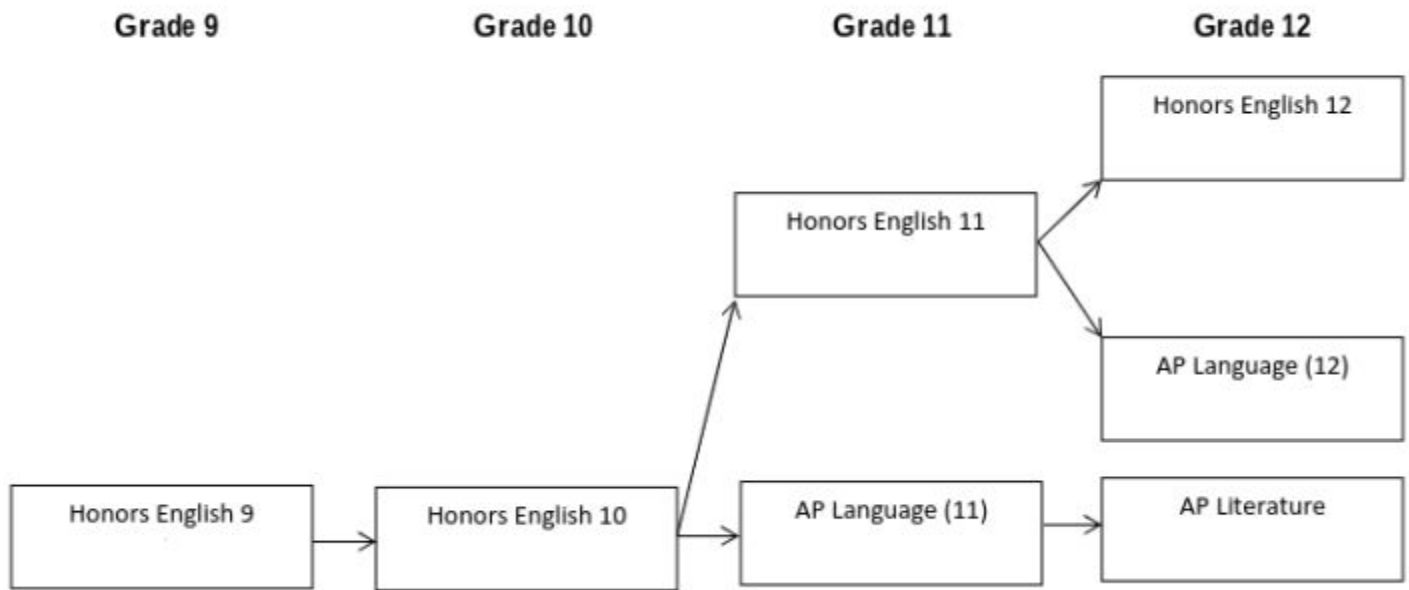 Grade 9
Grade 10
Grade 11
Grade 12
Honors English 12
Honors English 11
AP Language (12)
Honors English 9
Honors English 10
AP Language (11)
AP Literature